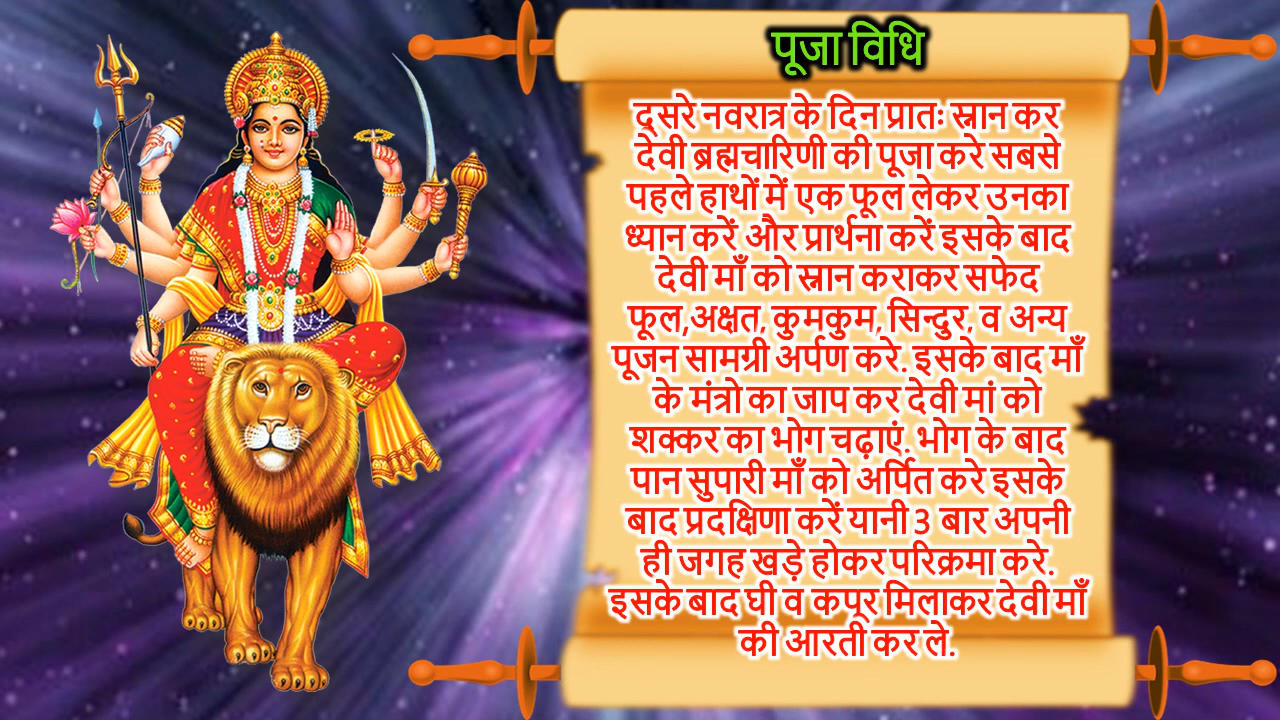 पूजा विधि
दूसरे नवरात्र के दिन प्रातः स्नान कर
देवी ब्रह्मचारिणी की पूजा करे सबसे
पहले हाथों में एक फूल लेकर उनका
ध्यान करें और प्रार्थना करें इसके बाद
देवी माँ को स्नान कराकर सफेद
फूल,अक्षत, कुमकुम, सिन्दुर, व अन्य
पूजन सामग्री अर्पण करे. इसके बाद माँ
के मंत्रो का जाप कर देवी मां को
शक्कर का भोग चढ़ाएं. भोग के बाद
पान सुपारी माँ को अर्पित करे इसके
बाद प्रदक्षिणा करें यानी 3 बार अपनी
ही जगह खड़े होकर परिक्रमा करे.
इसके बाद घी व कपूर मिलाकर देवी माँ
की आरती कर ले.